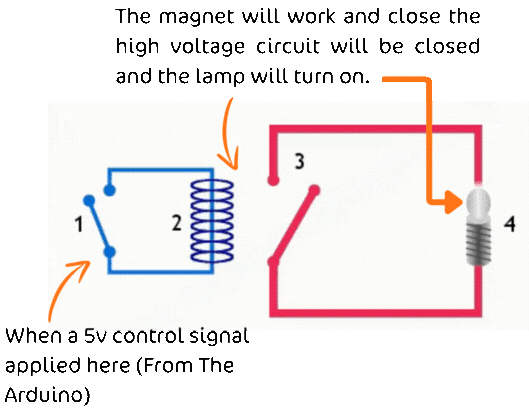 The magnet will work and close the
high voltage circuit will be closed
and the lamp will turn on.
3
1
2
4
When a 5v control signal
applied here (From The
Arduino)